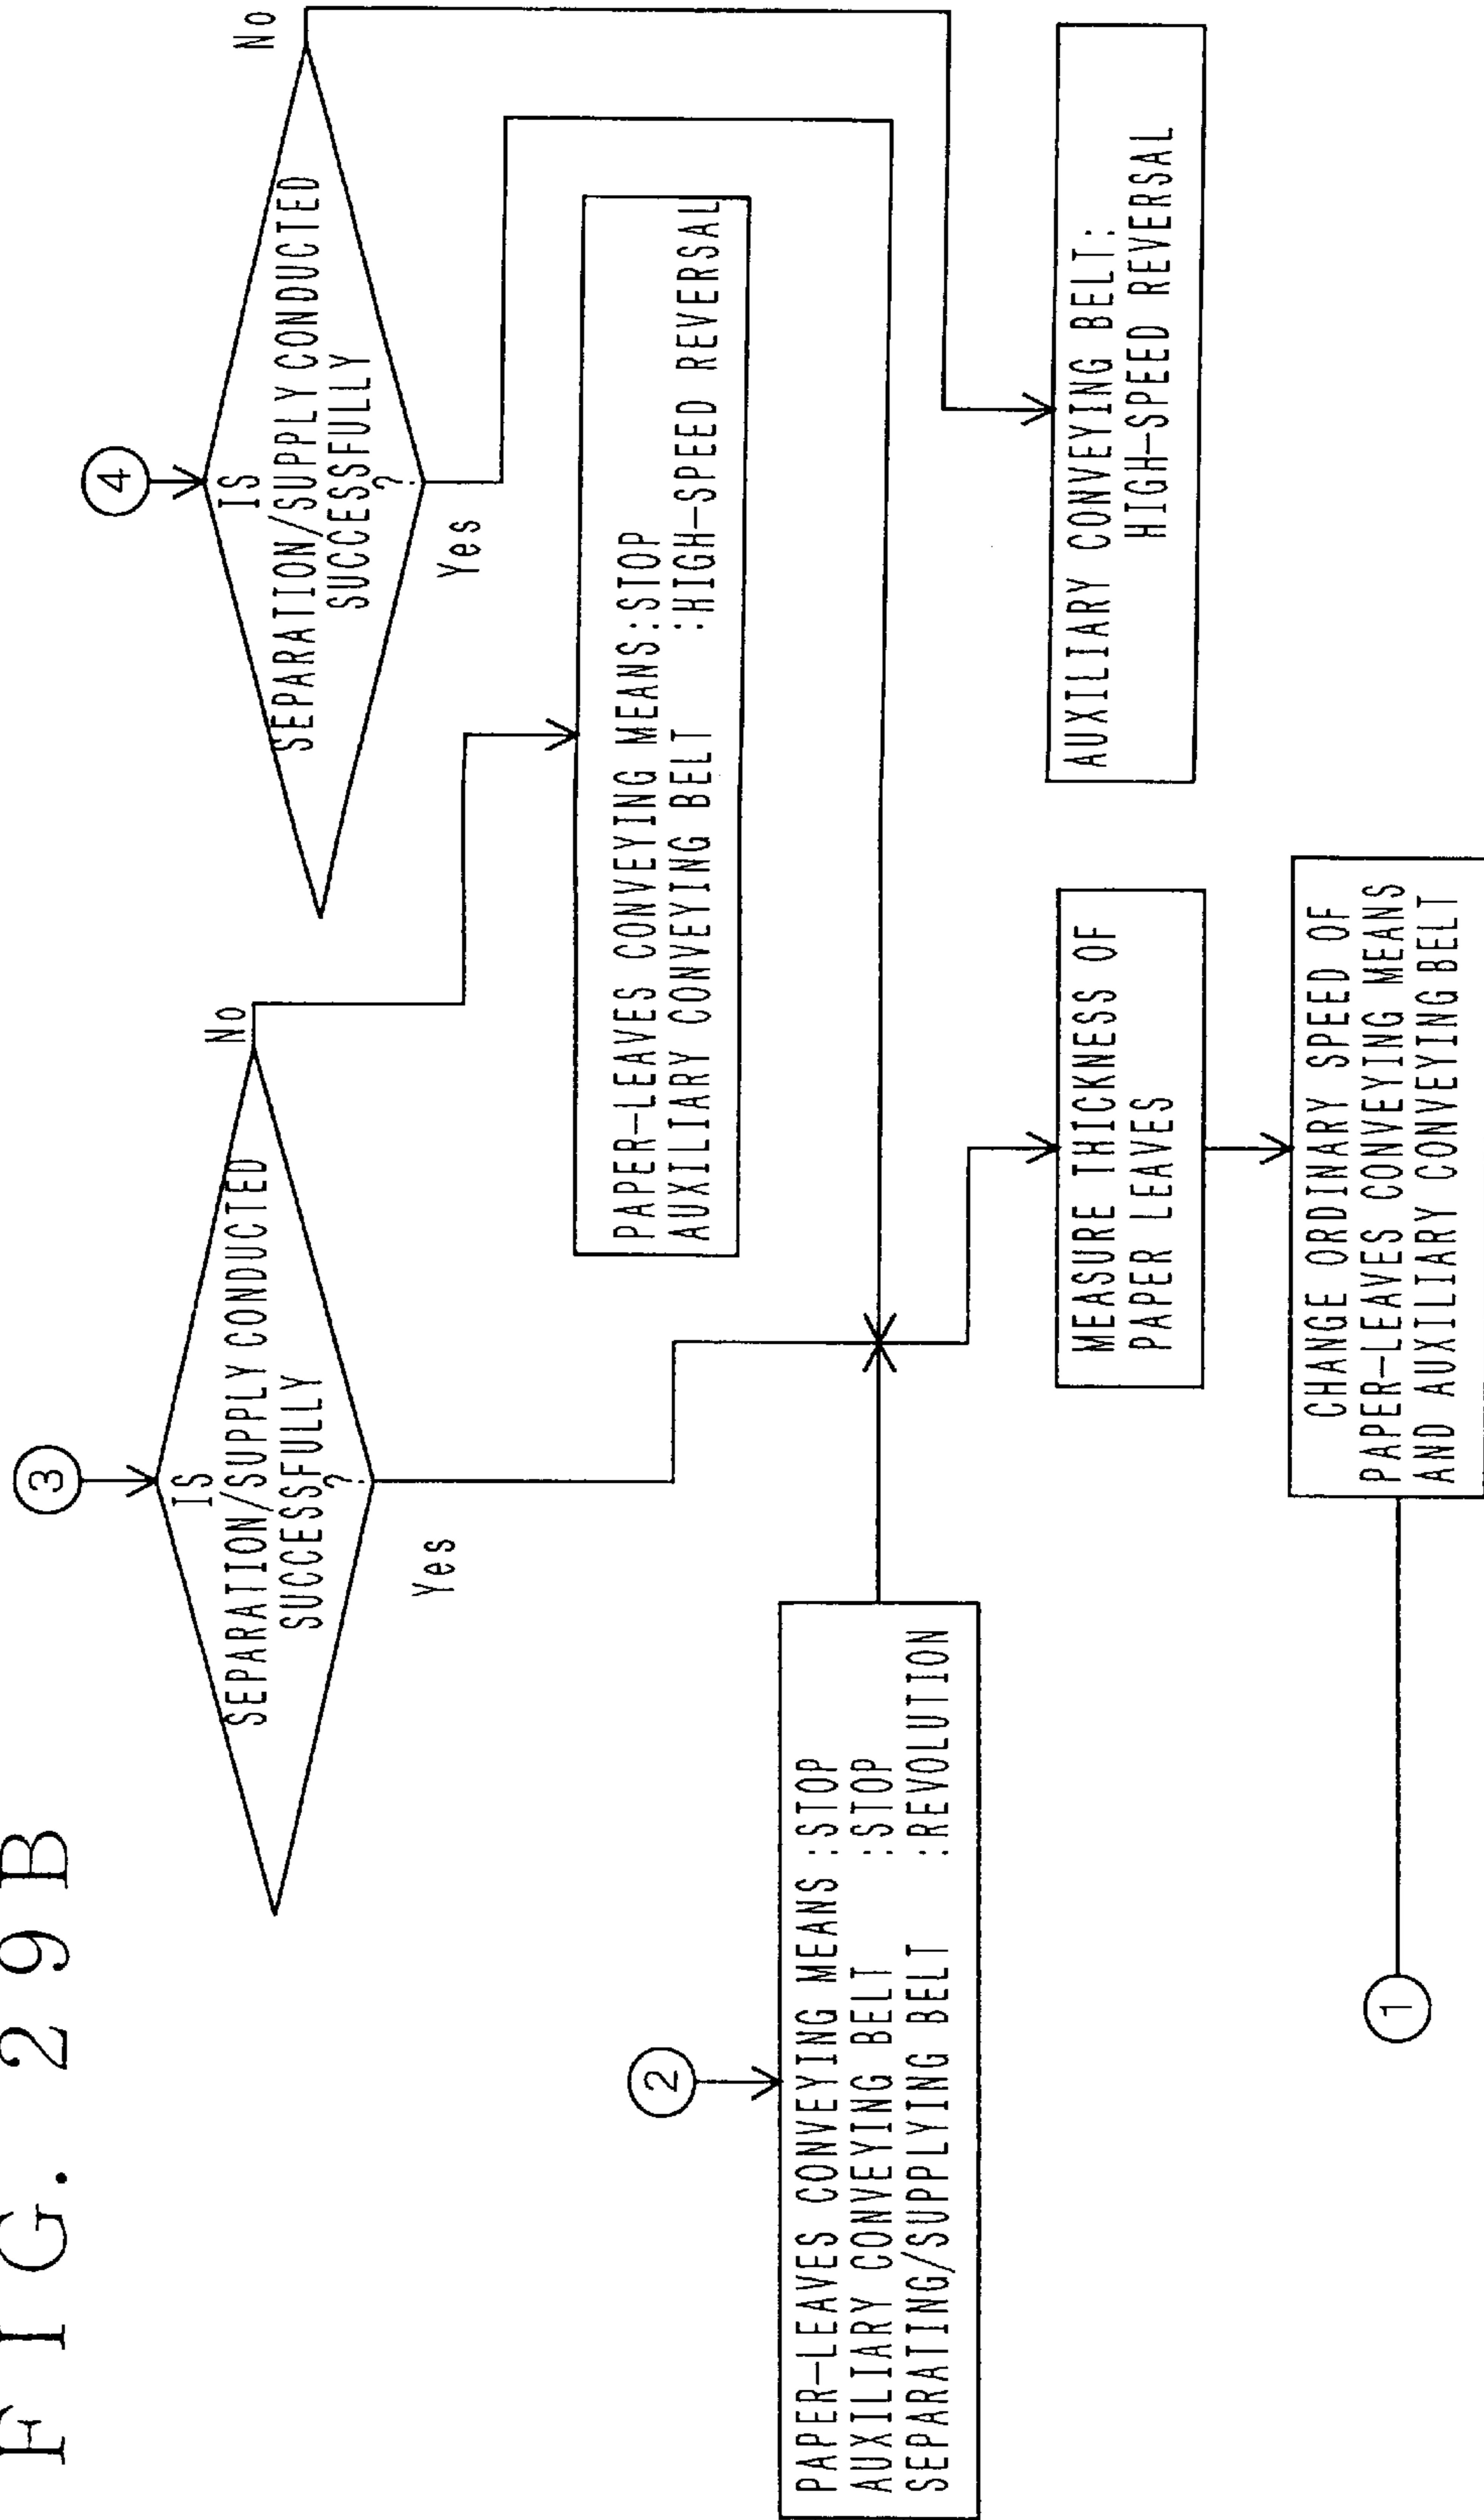 FIG. 29B
3
IS
SEPARATION/SUPPLY CONDUCTED
SUCCESSFULLY
?
No
Yes
4
IS
SEPARATION/SUPPLY CONDUCTED
SUCCESSFULLY
?
No
Yes
PAPER-LEAVES CONVEYING MEANS:STOP
AUXILIARY CONVEYING BELT :HIGH-SPEED REVERSAL
2
PAPER-LEAVES CONVEYING MEANS :STOP
AUXILIARY CONVEYING BELT :STOP
SEPARATING/SUPPLYING BELT :REVOLUTION
MEASURE THICKNESS OF
PAPER LEAVES
AUXILIARY CONVEYING BELT:
HIGH-SPEED REVERSAL
1
CHANGE ORDINARY SPEED OF
PAPER-LEAVES CONVEYING MEANS
AND AUXILIARY CONVEYING BELT